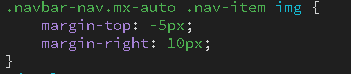 .navbar-nav.mx-auto .nav-item img {
    margin-top: -5px;
    margin-right: 10px;
}